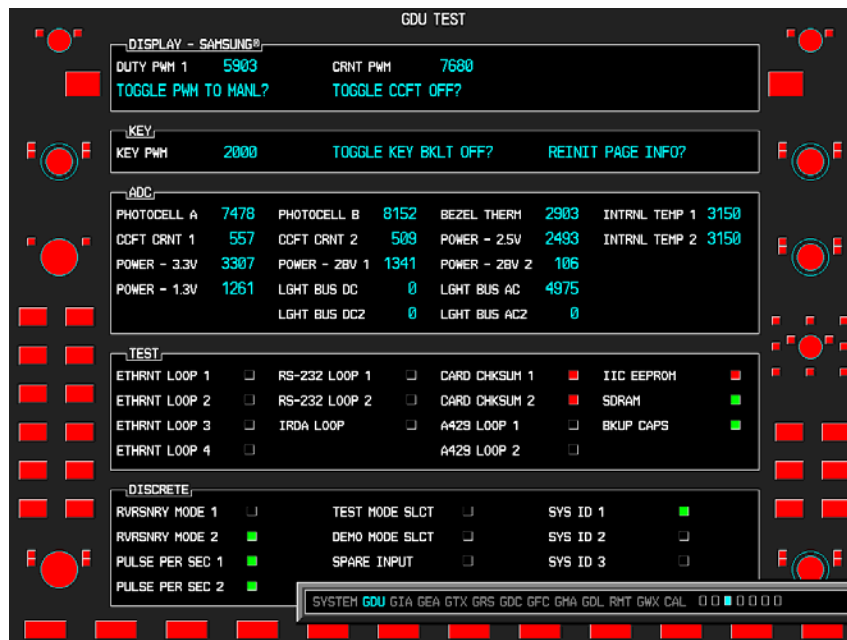 GDU TEST
DISPLAY - SAMSUNG®
DUTY PWM 1 5903 CRNT PWM 7680
TOGGLE PWM TO MANL? TOGGLE CCFT OFF?
KEY
KEY PWM 2000 TOGGLE KEY BKLT OFF? REINIT PAGE INFO?
ADC
PHOTOCELL A 7478 PHOTOCELL B 8152 BEZEL THERM 2903 INTRNL TEMP 1 3150
CCFT CRNT 1 557 CCFT CRNT 2 509 POWER - 2.5V 2493 INTRNL TEMP 2 3150
POWER - 3.3V 3307 POWER - 28V 1 1341 POWER - 28V 2 106
POWER - 1.3V 1261 LGHT BUS DC 0 LGHT BUS AC 4975
LGHT BUS DC2 0 LGHT BUS AC2 0
TEST
ETHRNT LOOP 1 RS-232 LOOP 1 CARD CHKSUM 1 IIC EEPROM
ETHRNT LOOP 2 RS-232 LOOP 2 CARD CHKSUM 2 SDRAM
ETHRNT LOOP 3 IRDA LOOP A429 LOOP 1 BKUP CAPS
ETHRNT LOOP 4 A429 LOOP 2
DISCRETE
RVRSNRY MODE 1 TEST MODE SLCT SYS ID 1
RVRSNRY MODE 2 DEMO MODE SLCT SYS ID 2
PULSE PER SEC 1 SPARE INPUT SYS ID 3
PULSE PER SEC 2
SYSTEM GDU GIA GEA GTX GRS GDC GFC GMA GDL RMT GWX CAL